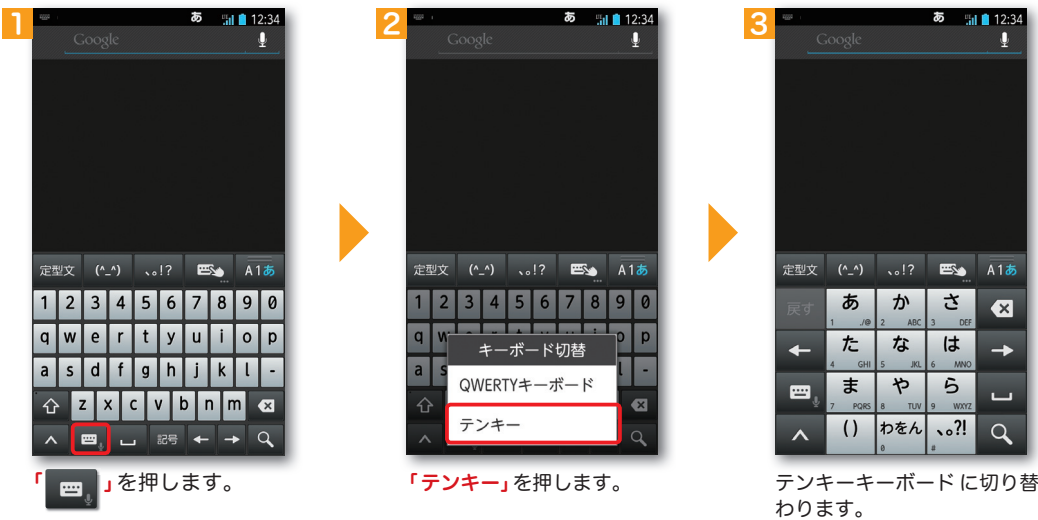 1
あ 12:34
Google
定型文 (^_^) 、。!? A1あ
1 2 3 4 5 6 7 8 9 0
q w e r t y u i o p
a s d f g h j k l -
z x c v b n m
記号
「 」を押します。
2
あ 12:34
Google
定型文 (^_^) 、。!? A1あ
1 2 3 4 5 6 7 8 9 0
q w p
キーボード切替
a s l -
QWERTYキーボード
テンキー
「テンキー」を押します。
3
あ 12:34
Google
定型文 (^_^) 、。!? A1あ
戻す あ か さ
1 ./@ 2 ABC 3 DEF
た な は
4 GHI 5 JKL 6 MNO
ま や ら
7 PQRS 8 TUV 9 WXYZ
() わをん 、。?!
0 #
テンキーキーボード に切り替
わります。